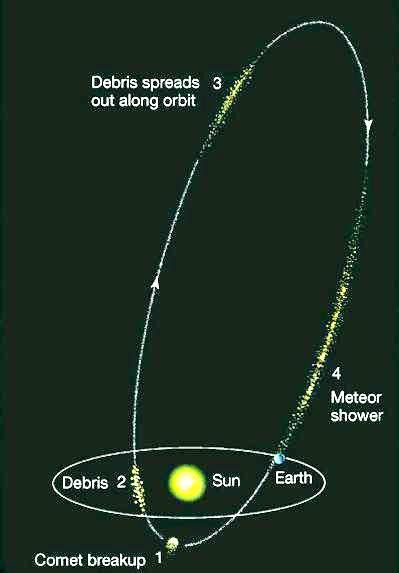 Debris spreads 3
out along orbit
4
Meteor
shower
Debris 2 Sun Earth
Comet breakup 1